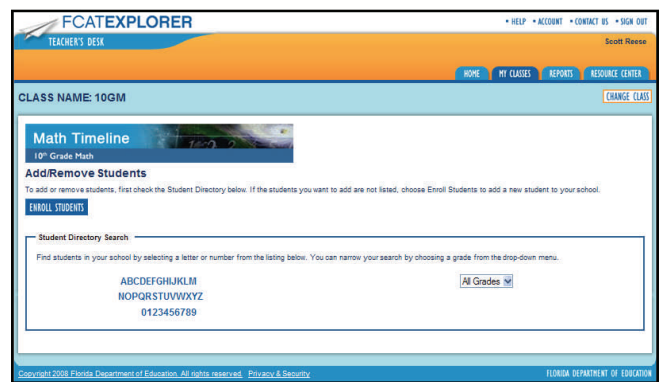 FCATEXPLORER
• HELP • ACCOUNT • CONTACT US • SIGN OUT
TEACHER'S DESK
Scott Reese
HOME MY CLASSES REPORTS RESOURCE CENTER
CLASS NAME: 10GM
CHANGE CLASS
Math Timeline
10th Grade Math
Add/Remove Students
To add or remove students, first check the Student Directory below. If the students you want to add are not listed, choose Enroll Students to add a new student to your school.
ENROLL STUDENTS
Student Directory Search
Find students in your school by selecting a letter or number from the listing below. You can narrow your search by choosing a grade from the drop-down menu.
ABCDEFGHIJKLM
All Grades
NOPQRSTUVWXYZ
0123456789
Copyright 2008 Florida Department of Education. All rights reserved. Privacy & Security
FLORIDA DEPARTMENT OF EDUCATION